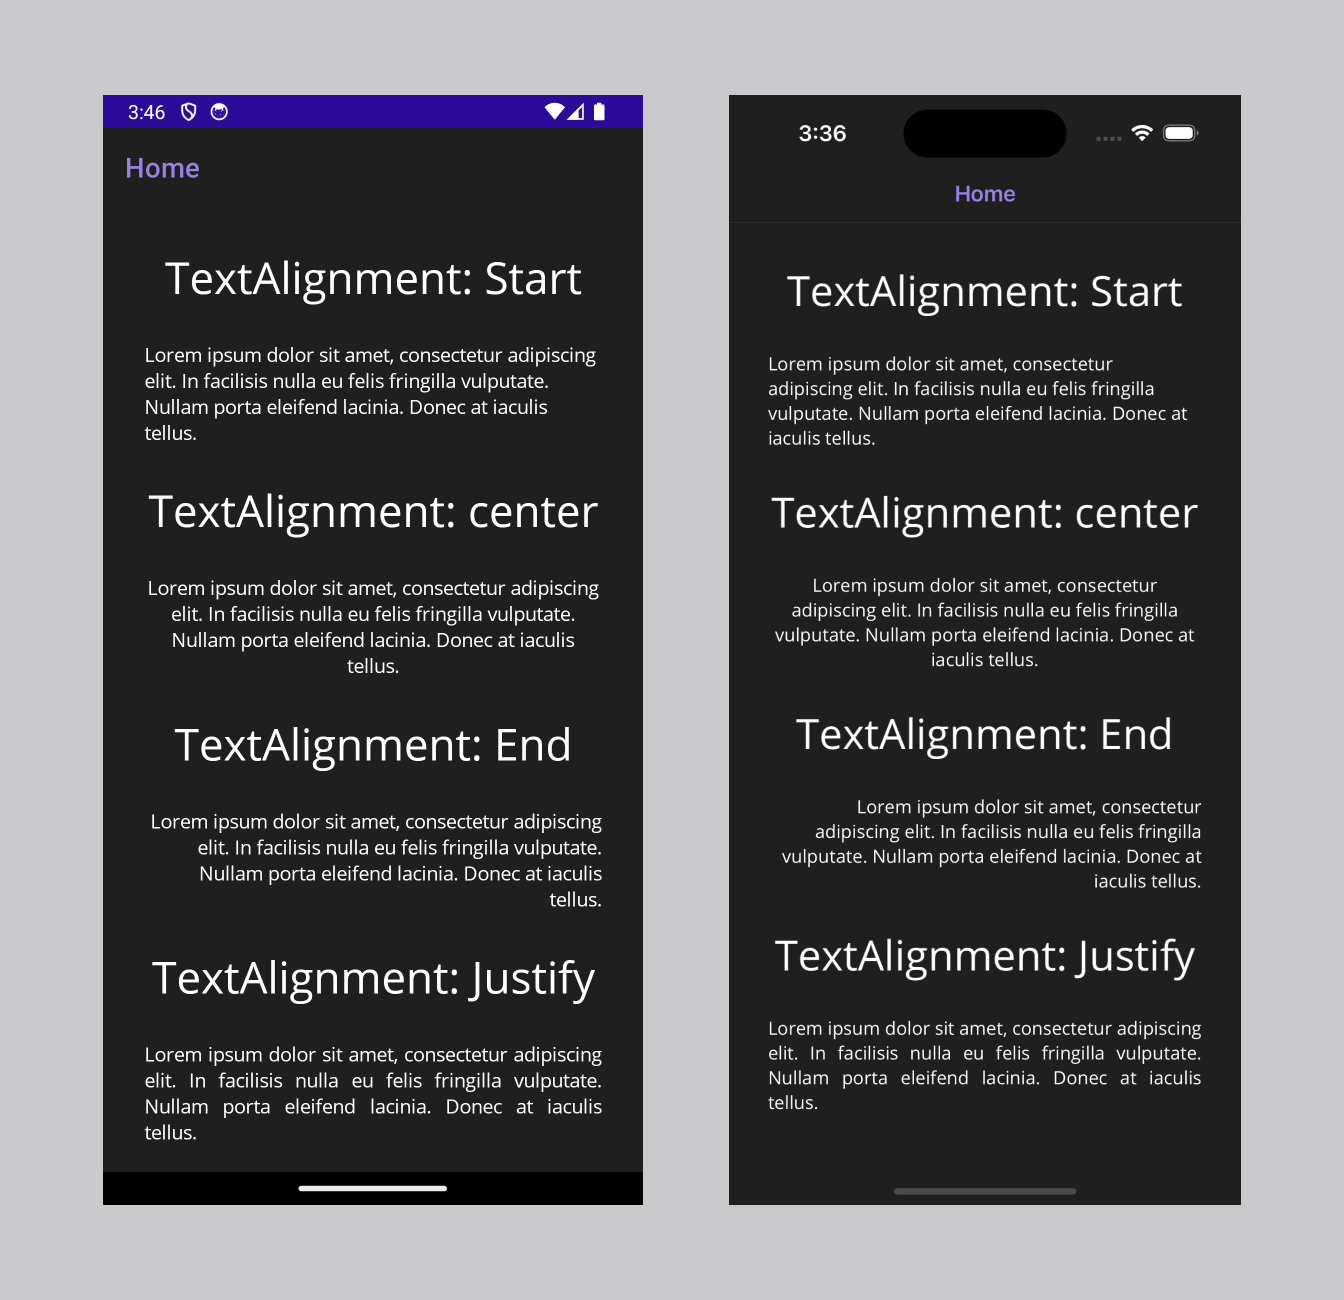 3:46
Home
TextAlignment: Start
Lorem ipsum dolor sit amet, consectetur adipiscing
elit. In facilisis nulla eu felis fringilla vulputate.
Nullam porta eleifend lacinia. Donec at iaculis
tellus.
TextAlignment: center
Lorem ipsum dolor sit amet, consectetur adipiscing
elit. In facilisis nulla eu felis fringilla vulputate.
Nullam porta eleifend lacinia. Donec at iaculis
tellus.
TextAlignment: End
Lorem ipsum dolor sit amet, consectetur adipiscing
elit. In facilisis nulla eu felis fringilla vulputate.
Nullam porta eleifend lacinia. Donec at iaculis
tellus.
TextAlignment: Justify
Lorem ipsum dolor sit amet, consectetur adipiscing
elit. In facilisis nulla eu felis fringilla vulputate.
Nullam porta eleifend lacinia. Donec at iaculis
tellus.
3:36
Home
TextAlignment: Start
Lorem ipsum dolor sit amet, consectetur
adipiscing elit. In facilisis nulla eu felis fringilla
vulputate. Nullam porta eleifend lacinia. Donec at
iaculis tellus.
TextAlignment: center
Lorem ipsum dolor sit amet, consectetur
adipiscing elit. In facilisis nulla eu felis fringilla
vulputate. Nullam porta eleifend lacinia. Donec at
iaculis tellus.
TextAlignment: End
Lorem ipsum dolor sit amet, consectetur
adipiscing elit. In facilisis nulla eu felis fringilla
vulputate. Nullam porta eleifend lacinia. Donec at
iaculis tellus.
TextAlignment: Justify
Lorem ipsum dolor sit amet, consectetur adipiscing
elit. In facilisis nulla eu felis fringilla vulputate.
Nullam porta eleifend lacinia. Donec at iaculis
tellus.